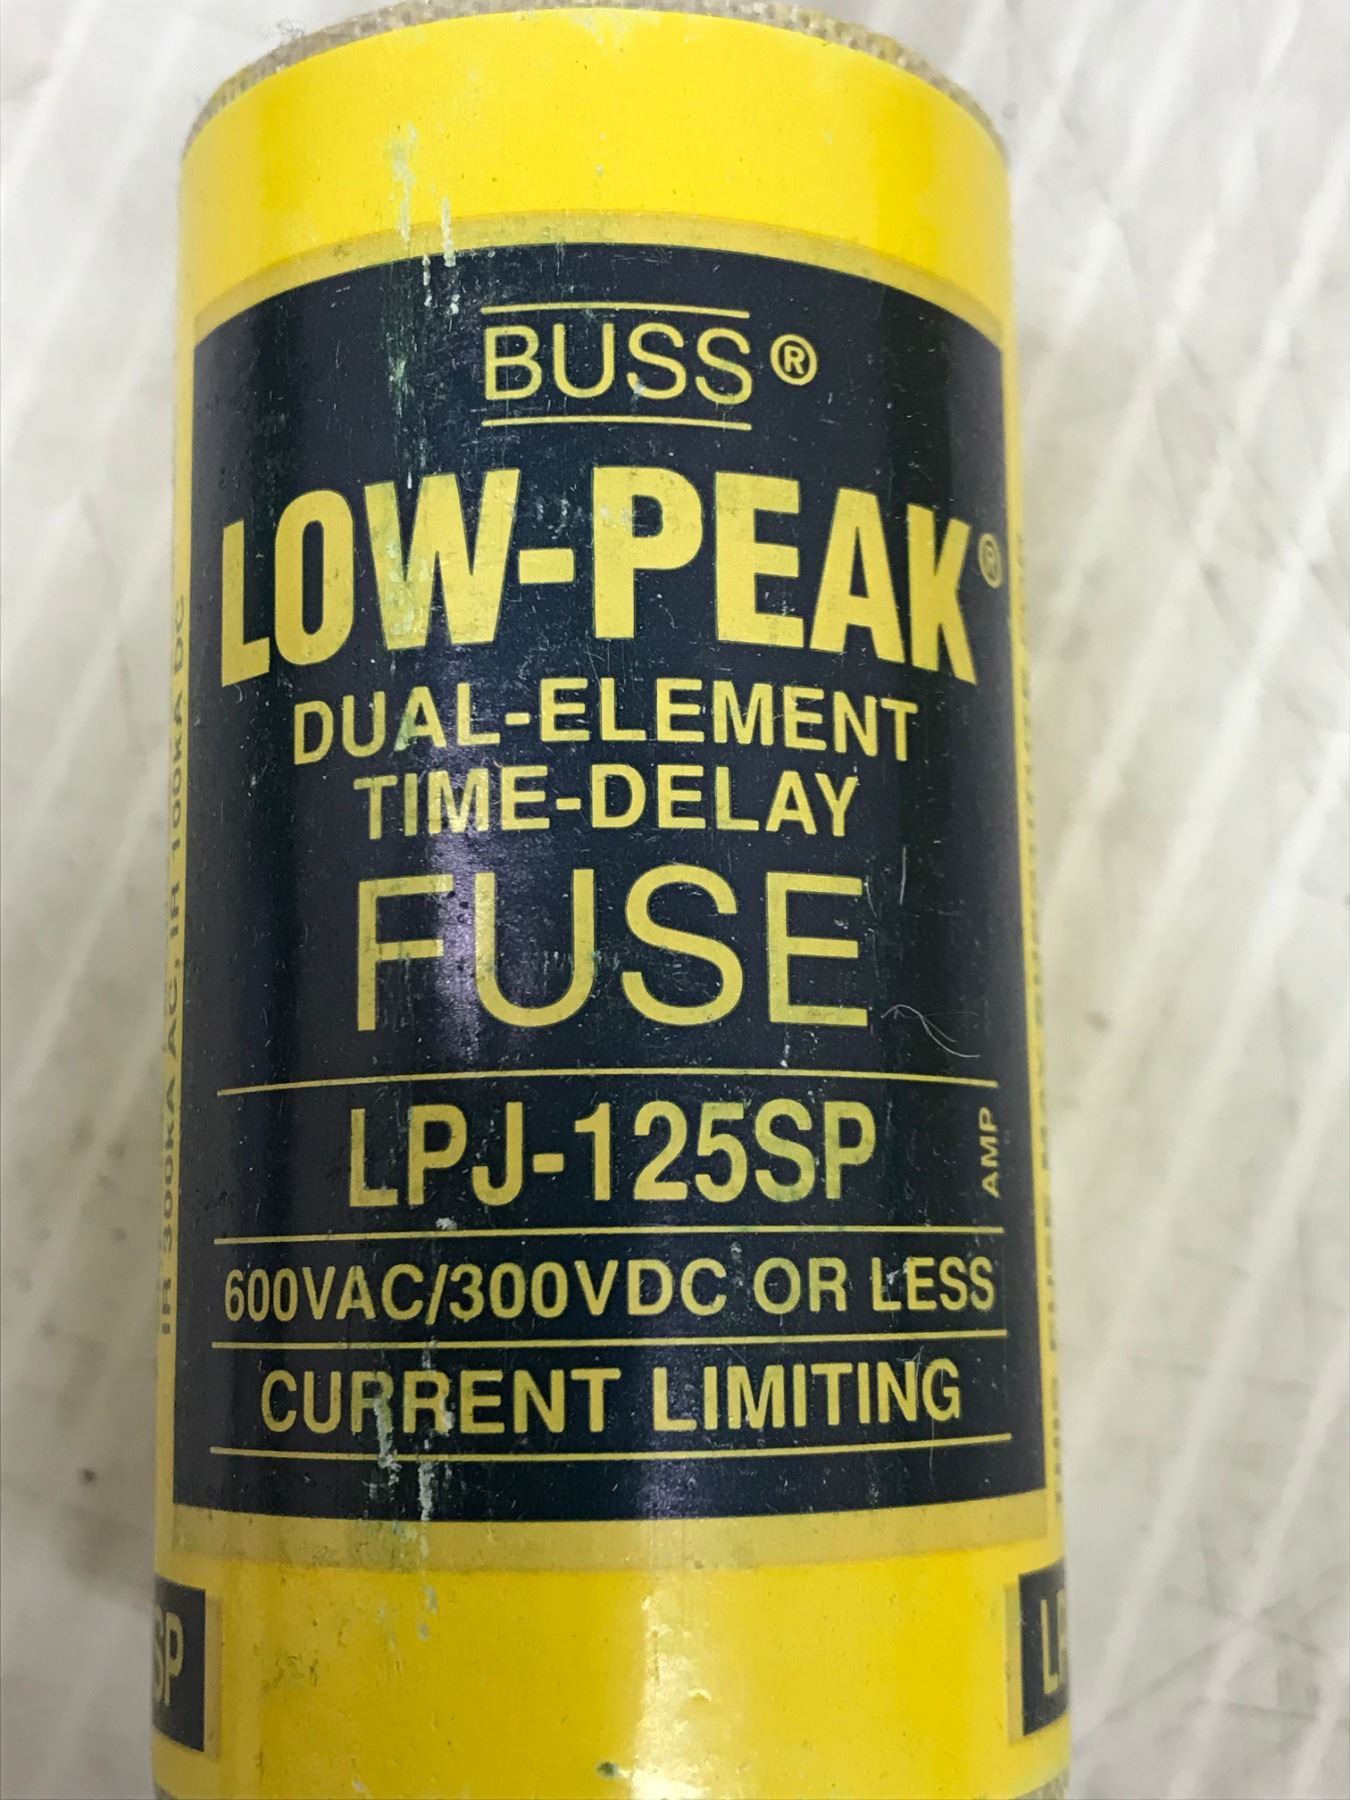 BUSS®
LOW-PEAK®
DUAL-ELEMENT
TIME-DELAY
FUSE
LPJ-125SP
AMP
600VAC/300VDC OR LESS
CURRENT LIMITING
IR 300KA AC, IR 100KA DC
SP